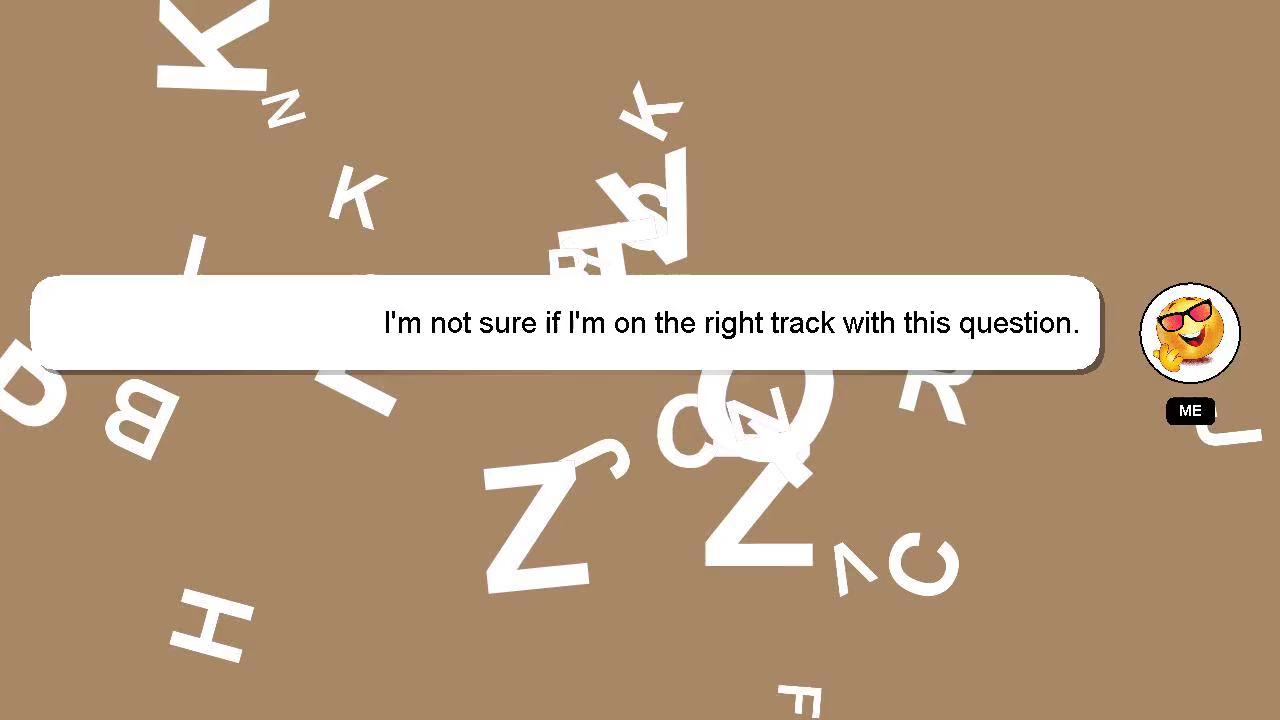 K
N
K
K
S
R
I'm not sure if I'm on the right track with this question.
ME
B
J
C
Q
N
R
J
Z
Z
V
C
H
F